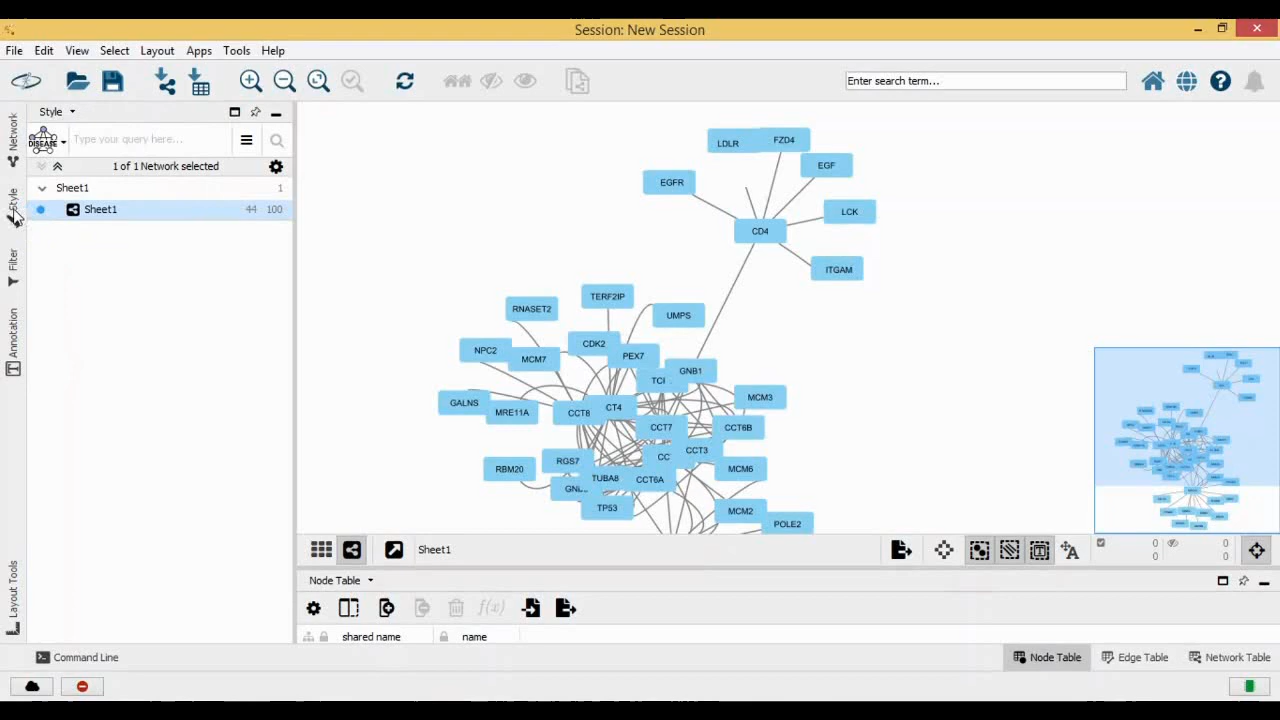 Session: New Session
File Edit View Select Layout Apps Tools Help
Enter search term...
Style
DISEASE
Type your query here...
1 of 1 Network selected
Sheet1 1
Sheet1 44 100
Network
Style
Filter
Annotation
Layout Tools
LDLR
FZD4
EGF
EGFR
LCK
CD4
ITGAM
TERF2IP
RNASET2
UMPS
CDK2
NPC2
MCM7
PEX7
GNB1
MCM3
GALNS
MRE11A
CCT8
CT4
CCT7
CCT6B
CCT3
RGS7
RBM20
MCM6
TUBA8
CCT6A
TP53
MCM2
POLE2
Sheet1
0 0
0 0
Node Table
f(x)
shared name name
Command Line
Node Table Edge Table Network Table